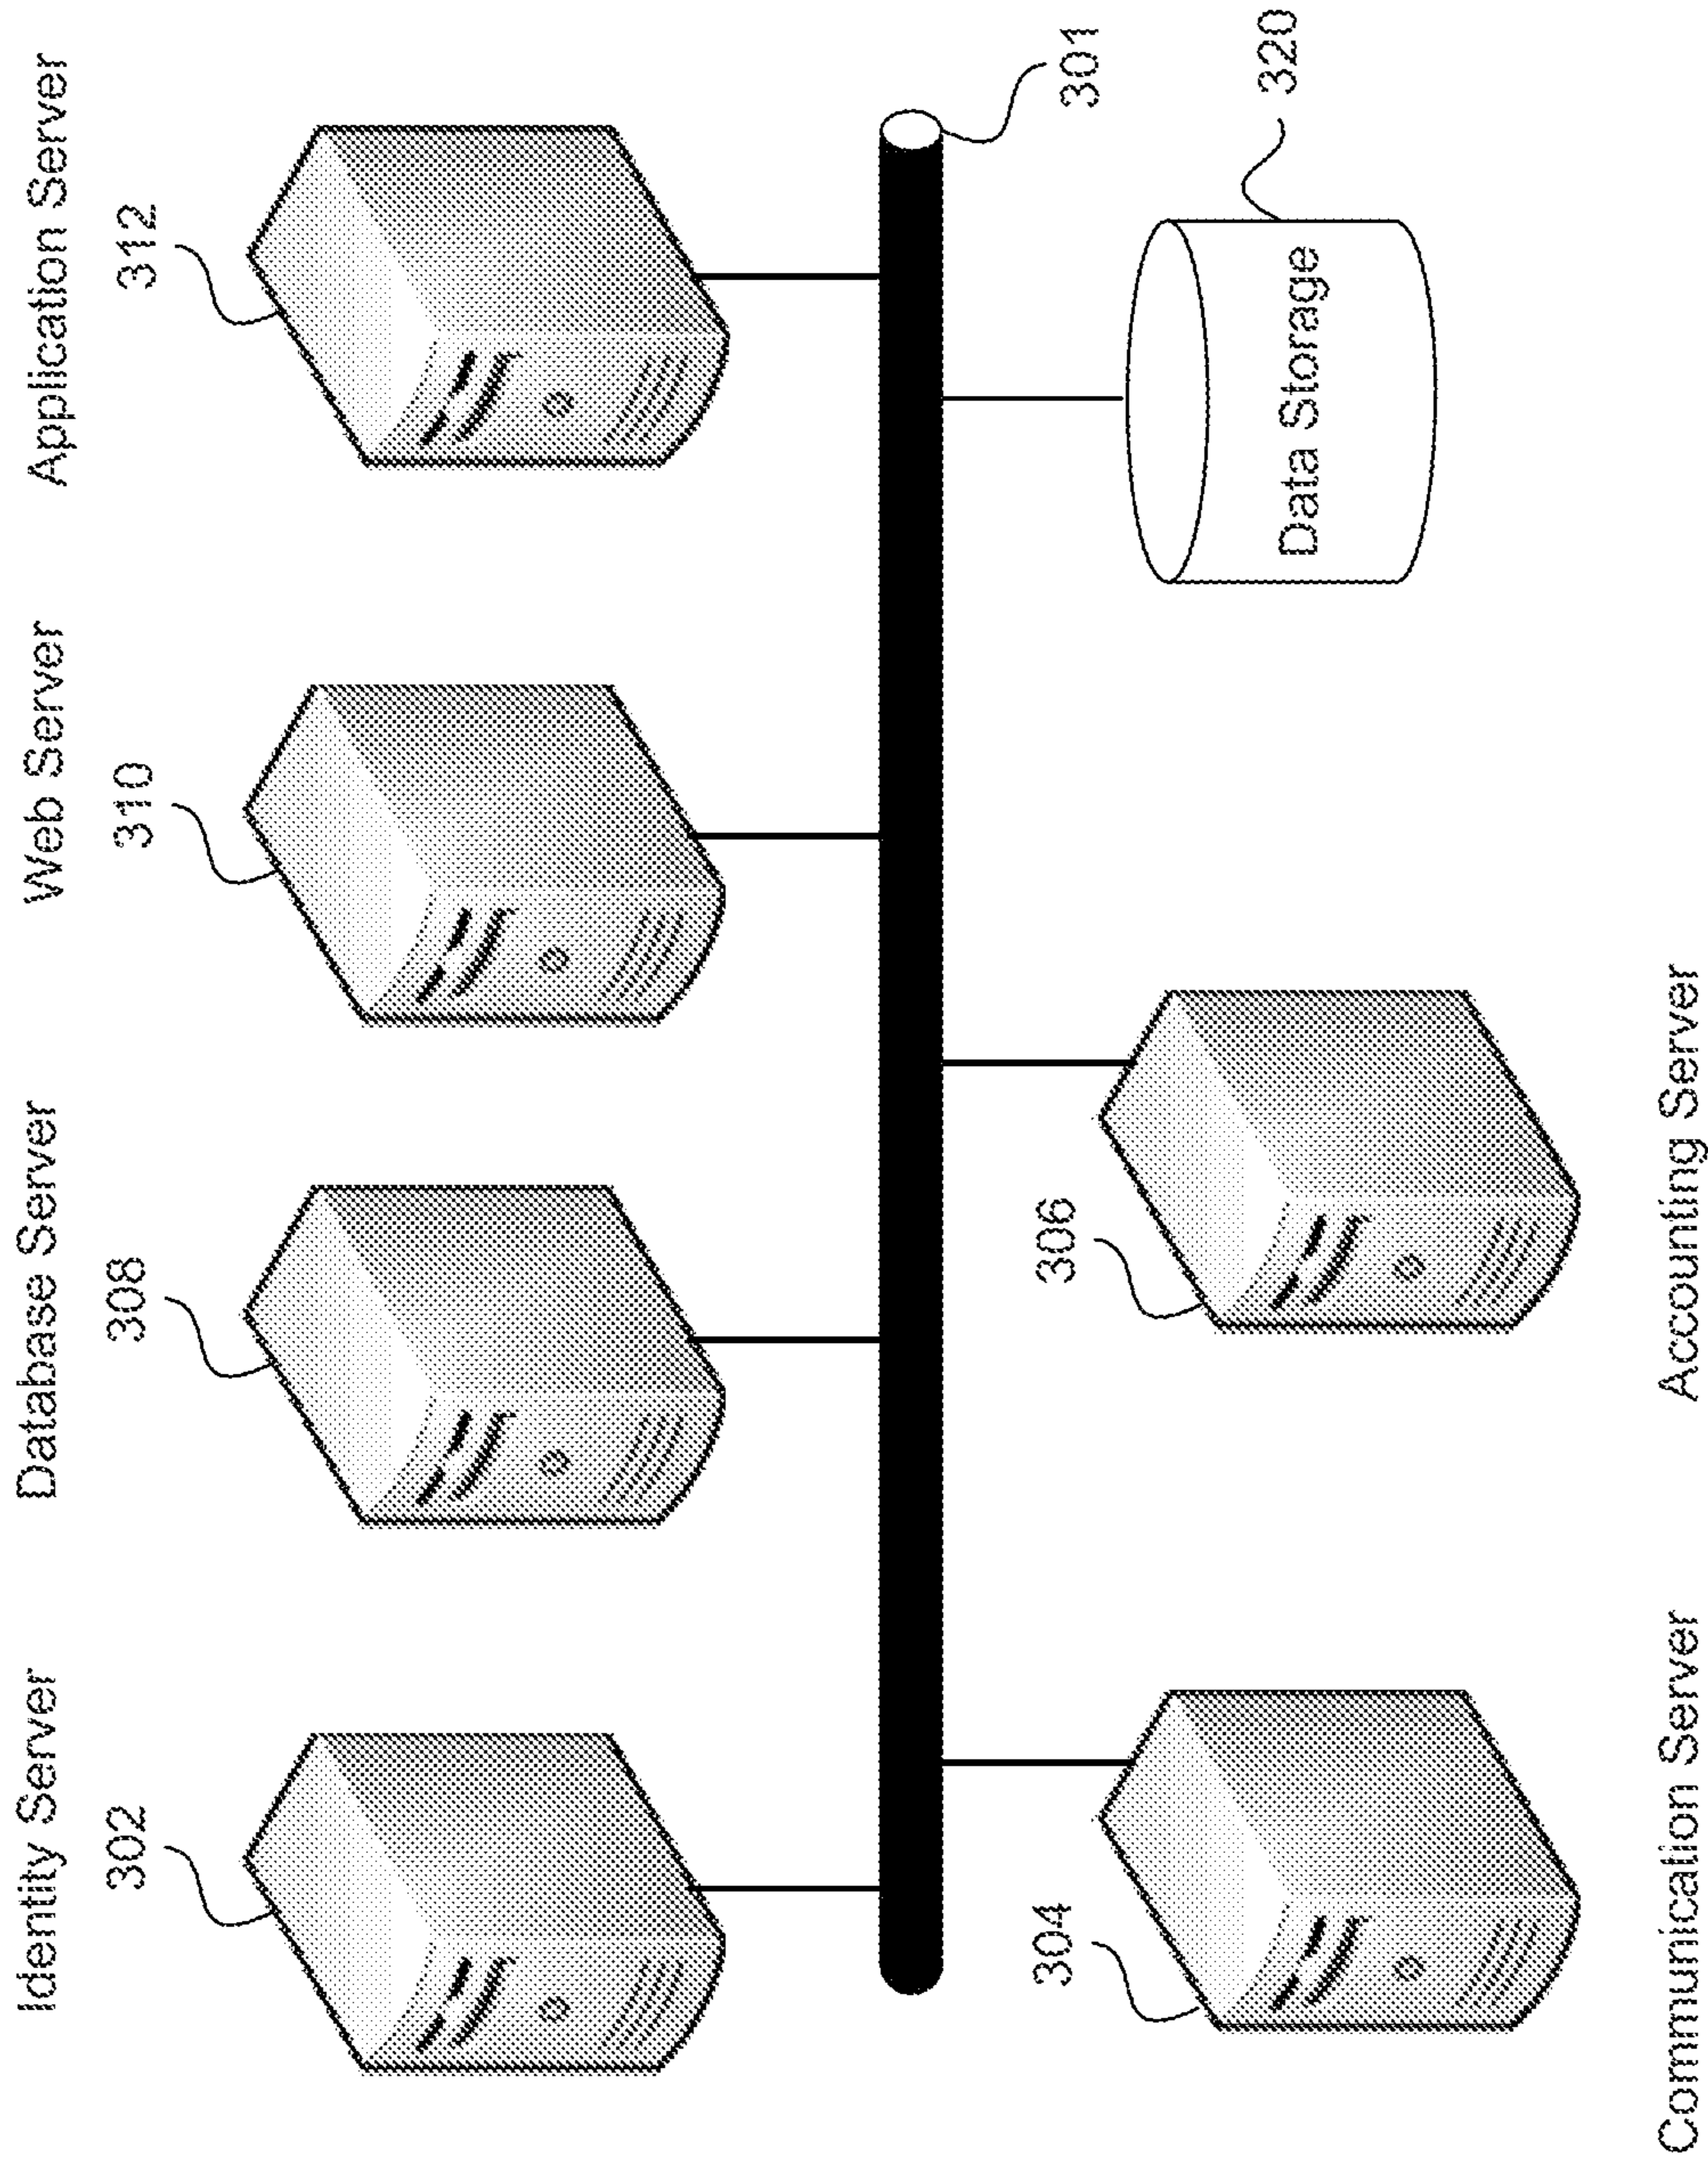 Identity Server
Database Server
Web Server
Application Server
302
308
310
312
301
304
306
320
Data Storage
Communication Server
Accounting Server